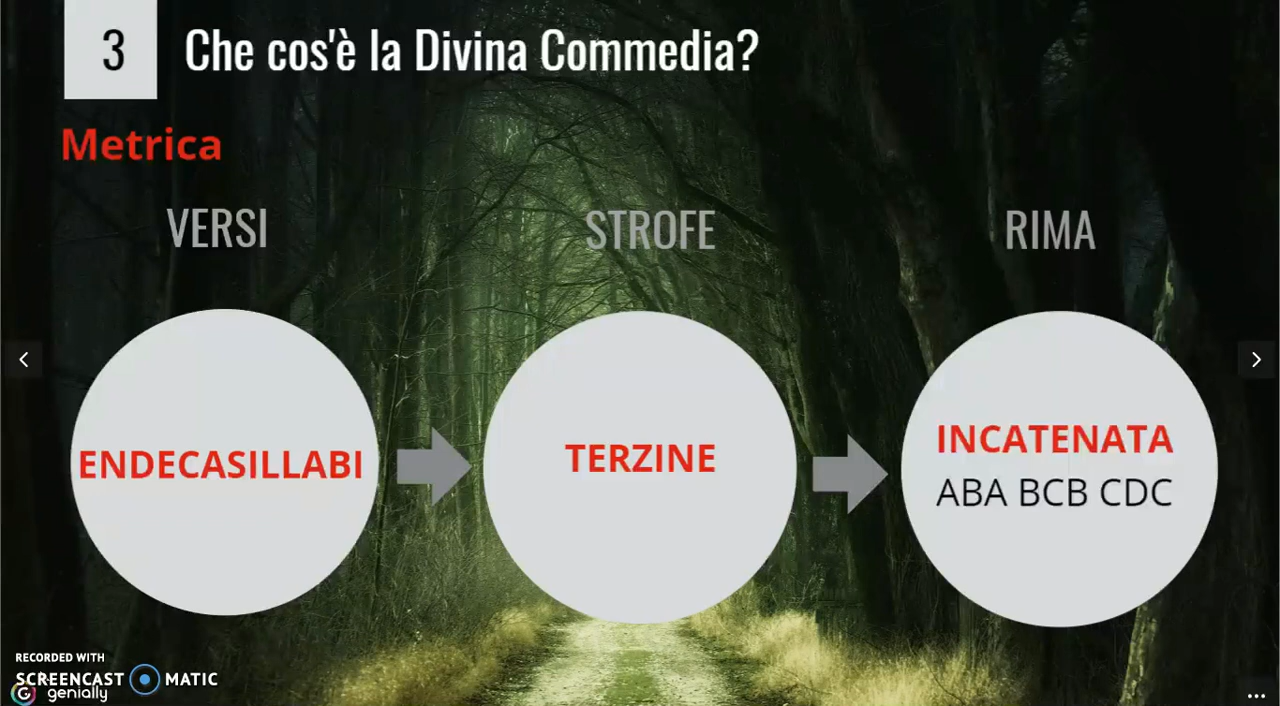 3
Che cos'è la Divina Commedia?
Metrica
VERSI
STROFE
RIMA
ENDECASILLABI
TERZINE
INCATENATA
ABA BCB CDC
RECORDED WITH
SCREENCAST MATIC
genially